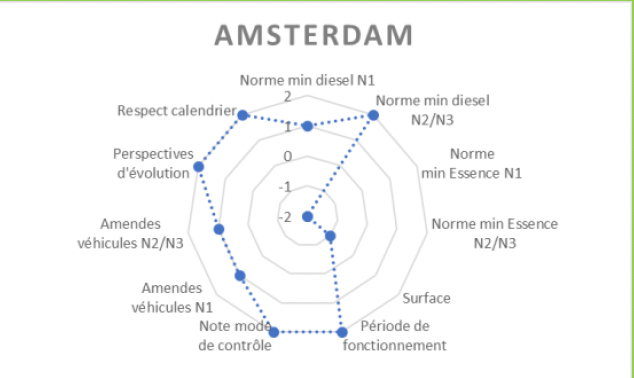 AMSTERDAM
Norme min diesel N1
2
Norme min diesel
N2/N3
Respect calendrier
1
Norme
min Essence N1
Perspectives
d'évolution
0
-1
-2
Amendes
véhicules N2/N3
Norme min Essence
N2/N3
Amendes
véhicules N1
Surface
Note mode
de contrôle
Période de
fonctionnement